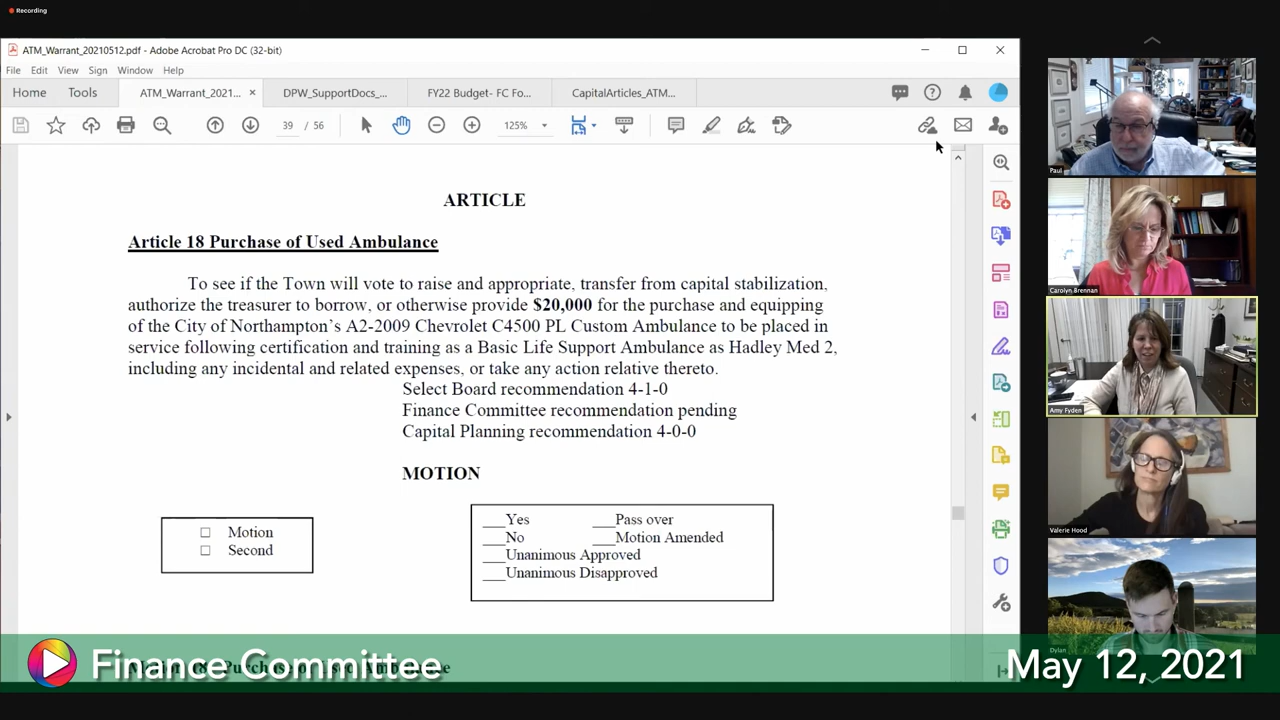 Recording
ATM_Warrant_20210512.pdf - Adobe Acrobat Pro DC (32-bit)
File Edit View Sign Window Help
Home Tools ATM_Warrant_2021... × DPW_SupportDocs_... FY22 Budget- FC Fo... CapitalArticles_ATM...
39 / 56 125%
ARTICLE
Article 18 Purchase of Used Ambulance
To see if the Town will vote to raise and appropriate, transfer from capital stabilization,
authorize the treasurer to borrow, or otherwise provide $20,000 for the purchase and equipping
of the City of Northampton's A2-2009 Chevrolet C4500 PL Custom Ambulance to be placed in
service following certification and training as a Basic Life Support Ambulance as Hadley Med 2,
including any incidental and related expenses, or take any action relative thereto.
Select Board recommendation 4-1-0
Finance Committee recommendation pending
Capital Planning recommendation 4-0-0
MOTION
☐ Motion
☐ Second
___Yes ___Pass over
___No ___Motion Amended
___Unanimous Approved
___Unanimous Disapproved
Paul
Carolyn Brennan
Amy Fyden
Valerie Hood
Dylan
Finance Committee
May 12, 2021